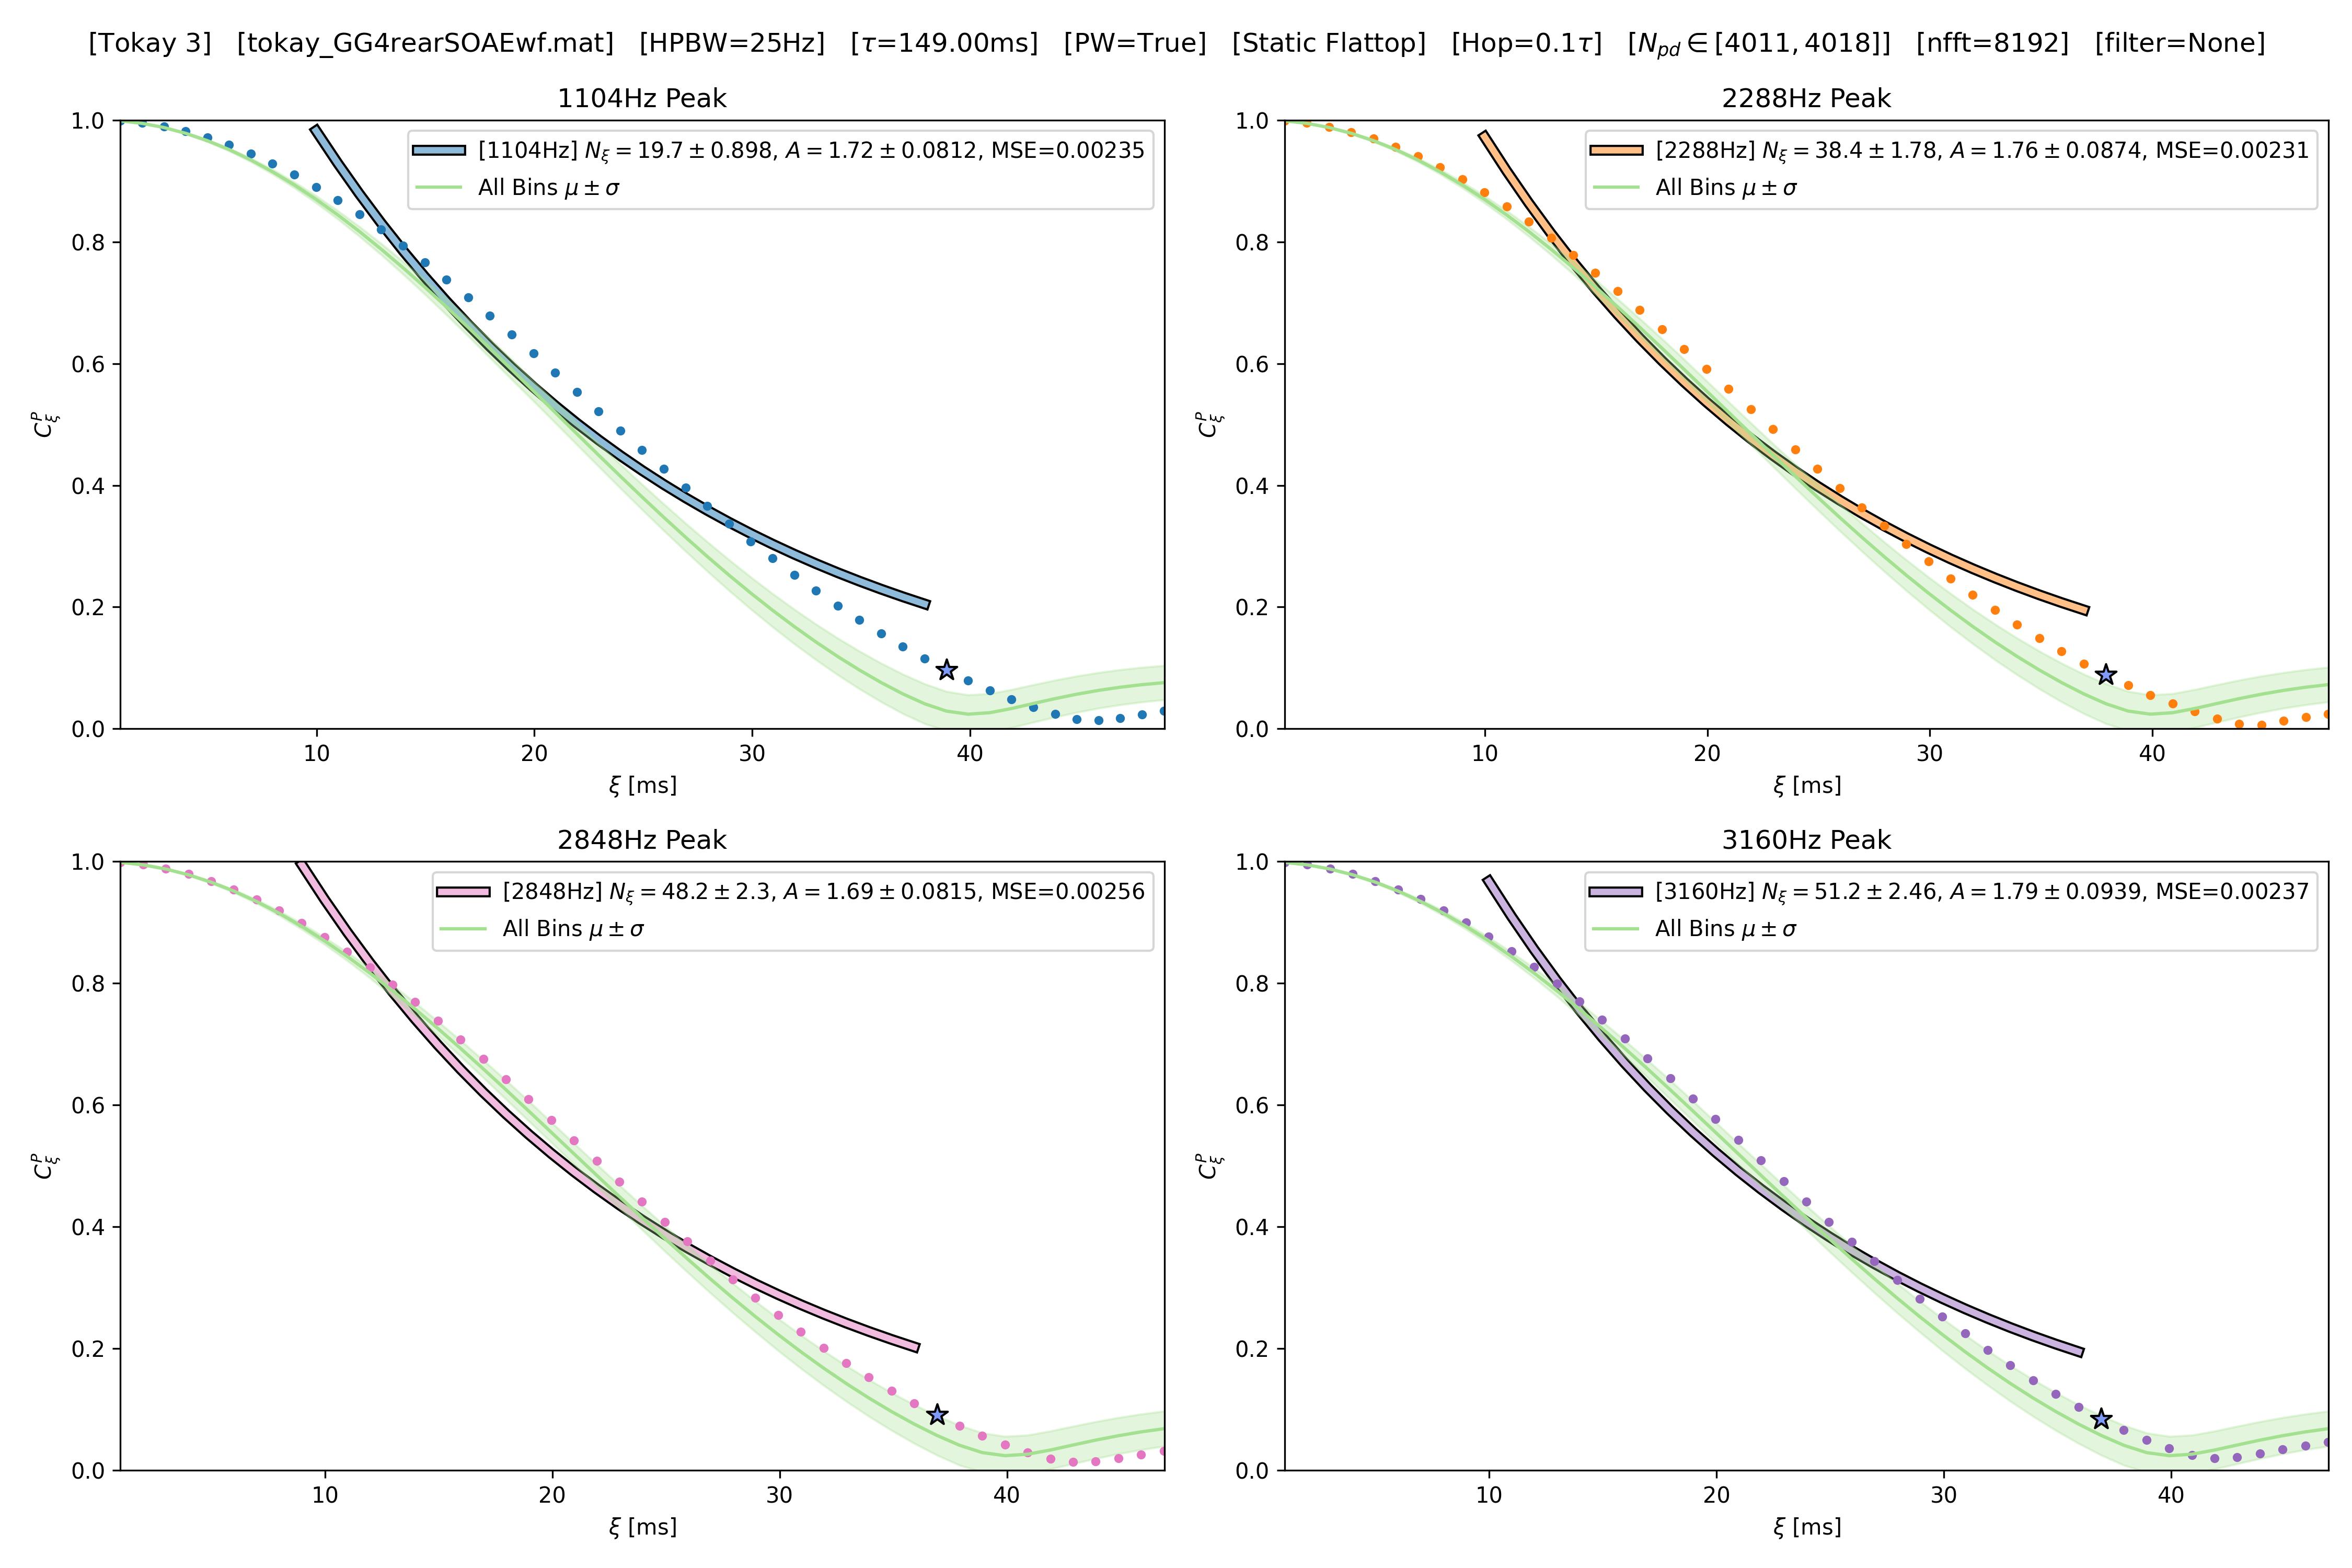 [Tokay 3] [tokay_GG4rearSOAEwf.mat] [HPBW=25Hz] [τ=149.00ms] [PW=True] [Static Flattop] [Hop=0.1τ] [N_{pd} ∈ [4011, 4018]] [nfft=8192] [filter=None]
1104Hz Peak
1.0
0.8
0.6
0.4
0.2
0.0
C_ξ^P
[1104Hz] N_ξ = 19.7 ± 0.898, A = 1.72 ± 0.0812, MSE=0.00235
All Bins μ ± σ
10 20 30 40
ξ [ms]
2288Hz Peak
1.0
0.8
0.6
0.4
0.2
0.0
C_ξ^P
[2288Hz] N_ξ = 38.4 ± 1.78, A = 1.76 ± 0.0874, MSE=0.00231
All Bins μ ± σ
10 20 30 40
ξ [ms]
2848Hz Peak
1.0
0.8
0.6
0.4
0.2
0.0
C_ξ^P
[2848Hz] N_ξ = 48.2 ± 2.3, A = 1.69 ± 0.0815, MSE=0.00256
All Bins μ ± σ
10 20 30 40
ξ [ms]
3160Hz Peak
1.0
0.8
0.6
0.4
0.2
0.0
C_ξ^P
[3160Hz] N_ξ = 51.2 ± 2.46, A = 1.79 ± 0.0939, MSE=0.00237
All Bins μ ± σ
10 20 30 40
ξ [ms]